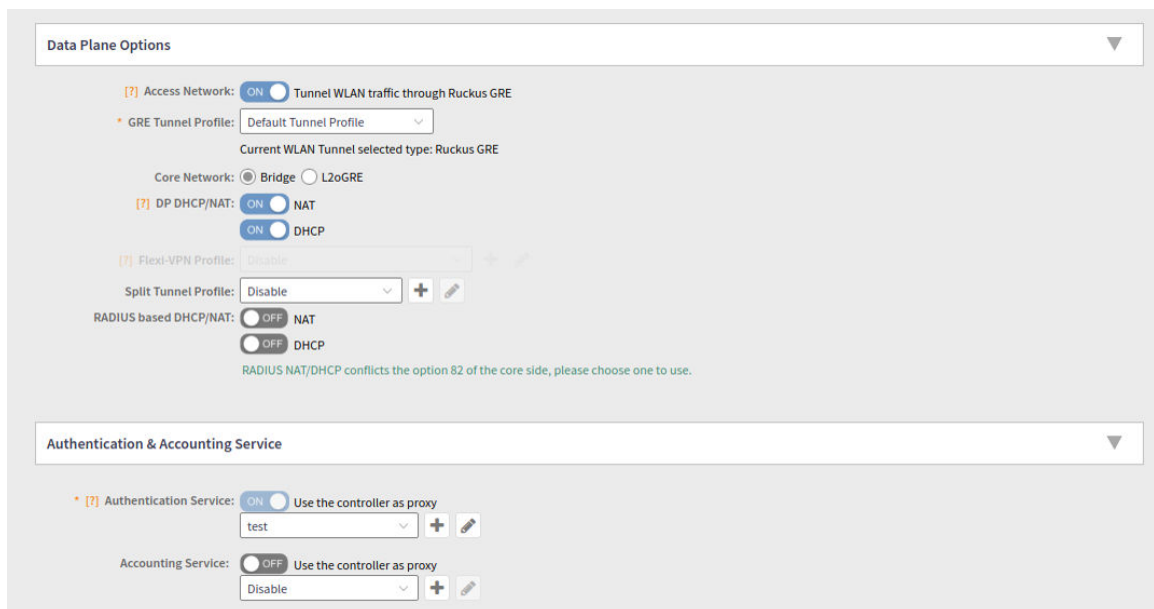 Data Plane Options
[?] Access Network: ON Tunnel WLAN traffic through Ruckus GRE
* GRE Tunnel Profile: Default Tunnel Profile
Current WLAN Tunnel selected type: Ruckus GRE
Core Network: Bridge L2oGRE
[?] DP DHCP/NAT: ON NAT
ON DHCP
[?] Flexi-VPN Profile: Disable
Split Tunnel Profile: Disable
RADIUS based DHCP/NAT: OFF NAT
OFF DHCP
RADIUS NAT/DHCP conflicts the option 82 of the core side, please choose one to use.
Authentication & Accounting Service
* [?] Authentication Service: ON Use the controller as proxy
test
Accounting Service: OFF Use the controller as proxy
Disable